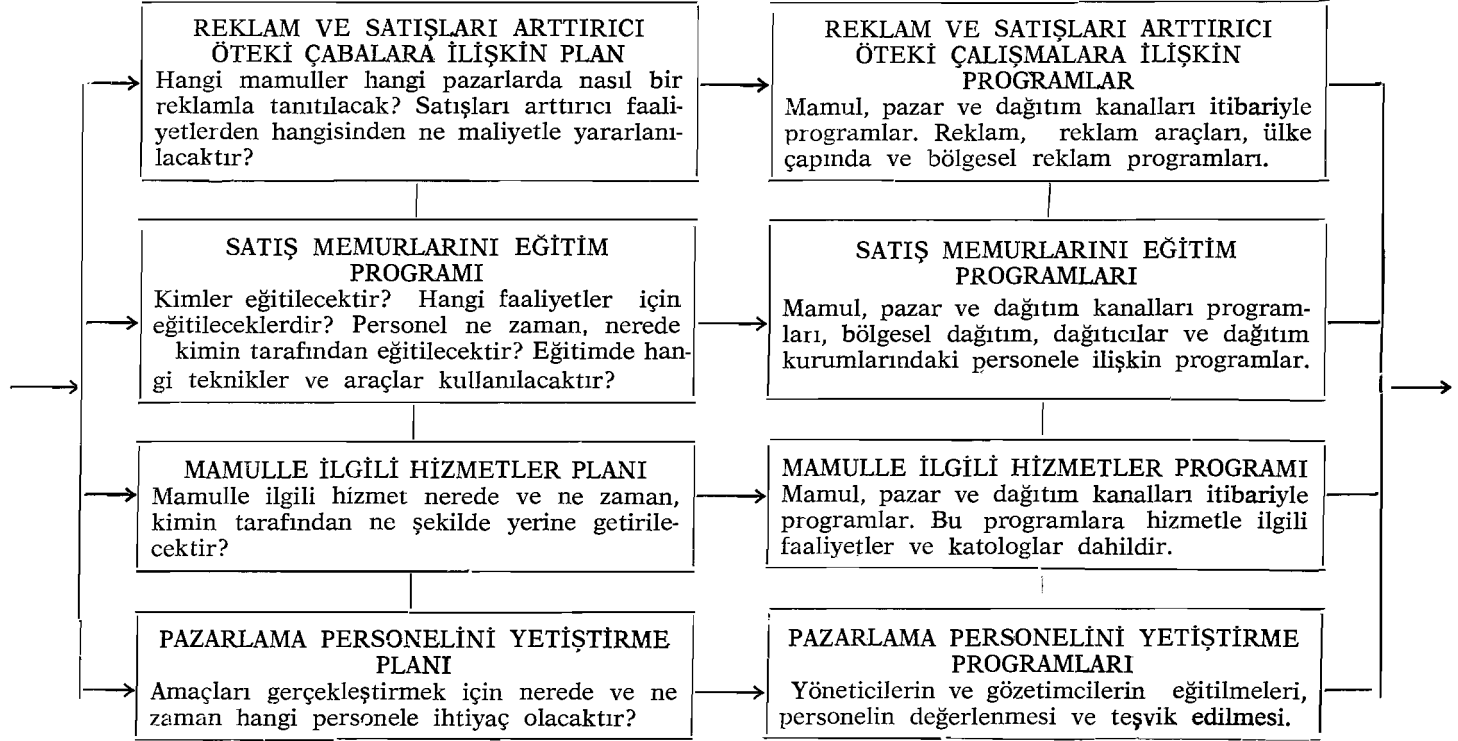 REKLAM VE SATIŞLARI ARTTIRICI
ÖTEKİ ÇABALARA İLİŞKİN PLAN
Hangi mamuller hangi pazarlarda nasıl bir
reklamla tanıtılacak? Satışları arttırıcı faali-
yetlerden hangisinden ne maliyetle yararlanı-
lacaktır?
REKLAM VE SATIŞLARI ARTTIRICI
ÖTEKİ ÇALIŞMALARA İLİŞKİN
PROGRAMLAR
Mamul, pazar ve dağıtım kanalları itibariyle
programlar. Reklam, reklam araçları, ülke
çapında ve bölgesel reklam programları.
SATIŞ MEMURLARINI EĞİTİM
PROGRAMI
Kimler eğitilecektir? Hangi faaliyetler için
eğitileceklerdir? Personel ne zaman, nerede
kimin tarafından eğitilecektir? Eğitimde han-
gi teknikler ve araçlar kullanılacaktır?
SATIŞ MEMURLARINI EĞİTİM
PROGRAMLARI
Mamul, pazar ve dağıtım kanalları program-
ları, bölgesel dağıtım, dağıtıcılar ve dağıtım
kurumlarındaki personele ilişkin programlar.
MAMULLE İLGİLİ HİZMETLER PLANI
Mamulle ilgili hizmet nerede ve ne zaman,
kimin tarafından ne şekilde yerine getirile-
cektir?
MAMULLE İLGİLİ HİZMETLER PROGRAMI
Mamul, pazar ve dağıtım kanalları itibariyle
programlar. Bu programlara hizmetle ilgili
faaliyetler ve katologlar dahildir.
PAZARLAMA PERSONELİNİ YETİŞTİRME
PLANI
Amaçları gerçekleştirmek için nerede ve ne
zaman hangi personele ihtiyaç olacaktır?
PAZARLAMA PERSONELİNİ YETİŞTİRME
PROGRAMLARI
Yöneticilerin ve gözetimcilerin eğitilmeleri,
personelin değerlenmesi ve teşvik edilmesi.